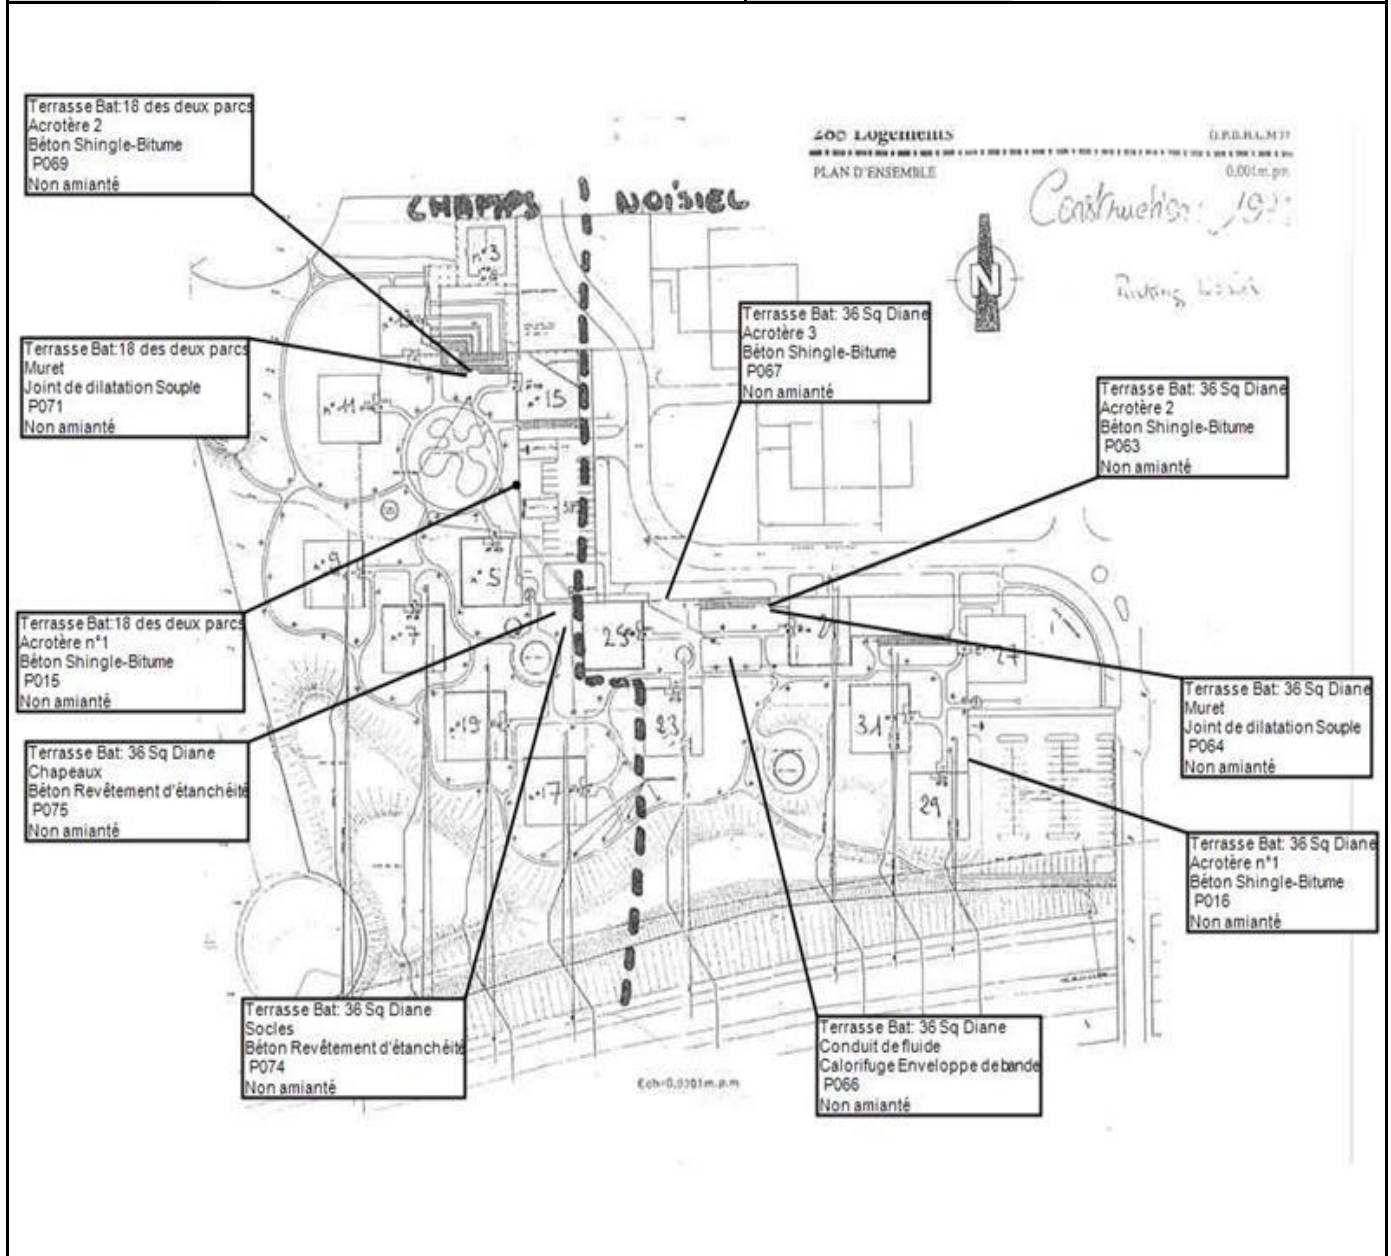 Terrasse Bat:18 des deux parcs
Acrotère 2
Béton Shingle-Bitume
P069
Non amianté
Logements
PLAN D'ENSEMBLE
0,001m.pm
Construction:
CHAMPS
NOISIEL
N
n°3
Terrasse Bat:18 des deux parcs
Muret
Joint de dilatation Souple
P071
Non amianté
Terrasse Bat: 36 Sq Diane
Acrotère 3
Béton Shingle-Bitume
P067
Non amianté
Terrasse Bat: 36 Sq Diane
Acrotère 2
Béton Shingle-Bitume
P063
Non amianté
n°11
n°15
n°9
n°5
n°7
25
27
Terrasse Bat:18 des deux parcs
Acrotère n°1
Béton Shingle-Bitume
P015
Non amianté
Terrasse Bat: 36 Sq Diane
Muret
Joint de dilatation Souple
P064
Non amianté
n°19
23
31
Terrasse Bat: 36 Sq Diane
Chapeaux
Béton Revêtement d'étanchéité
P075
Non amianté
n°17
29
Terrasse Bat: 36 Sq Diane
Acrotère n°1
Béton Shingle-Bitume
P016
Non amianté
Terrasse Bat: 36 Sq Diane
Socles
Béton Revêtement d'étanchéité
P074
Non amianté
Terrasse Bat: 36 Sq Diane
Conduit de fluide
Calorifuge Enveloppe de bande
P066
Non amianté